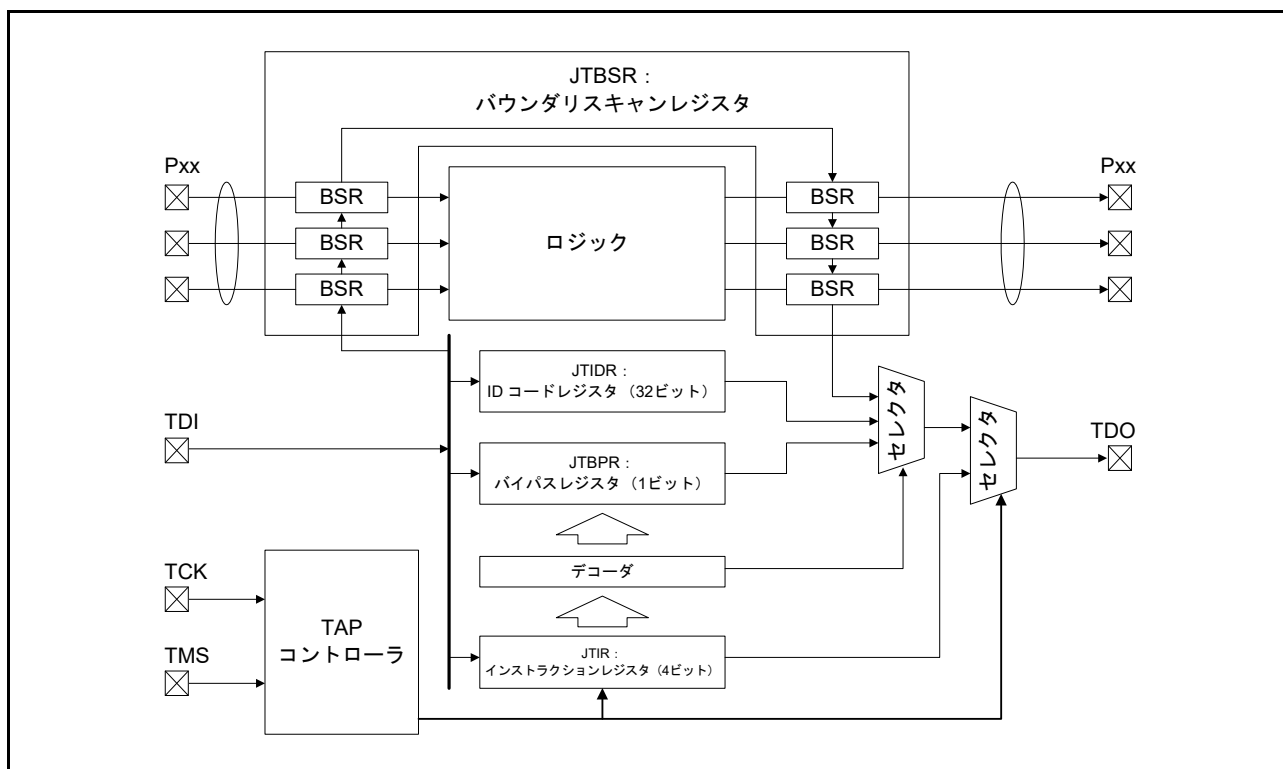 JTBSR：
バウンダリスキャンレジスタ
Pxx
Pxx
BSR
BSR
BSR
ロジック
BSR
BSR
BSR
JTIDR：
ID コードレジスタ（32ビット）
セレクタ
セレクタ
TDI
TDO
JTBPR：
バイパスレジスタ（1ビット）
デコーダ
TCK
TMS
TAP
コントローラ
JTIR：
インストラクションレジスタ（4ビット）